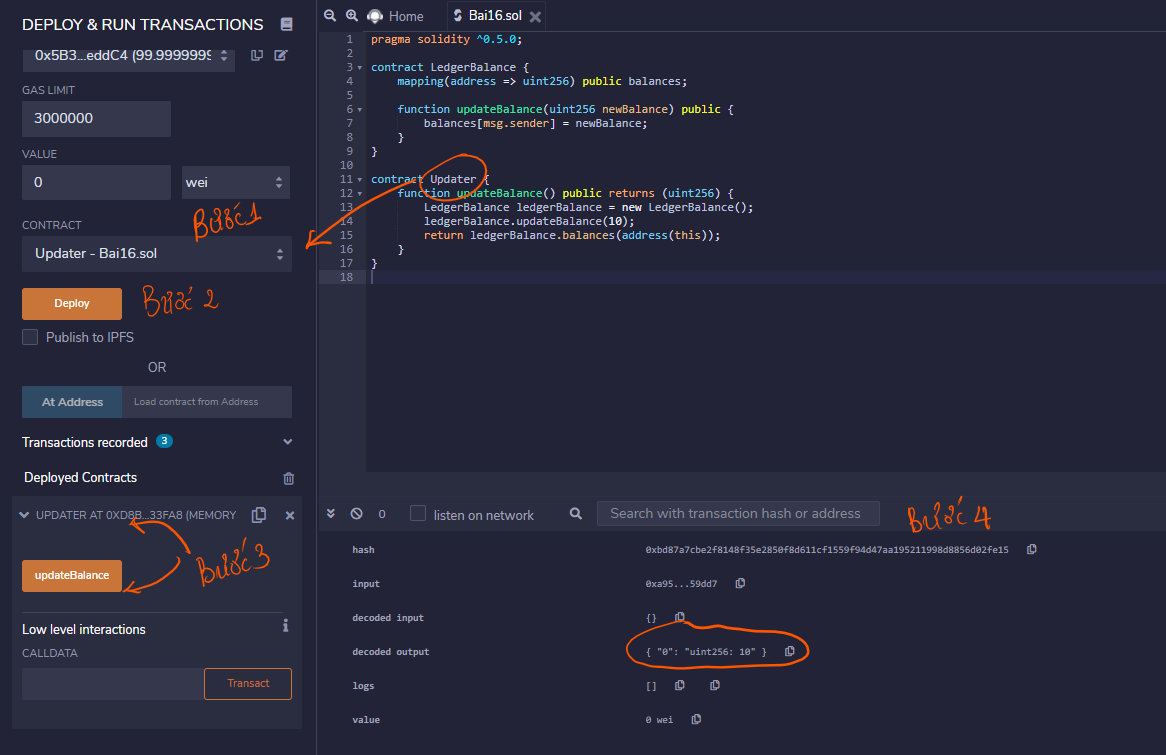 DEPLOY & RUN TRANSACTIONS
0x5B3...eddC4 (99.9999999
GAS LIMIT
3000000
VALUE
0
wei
Bước 1
CONTRACT
Updater - Bai16.sol
Deploy
Bước 2
Publish to IPFS
OR
At Address
Load contract from Address
Transactions recorded 3
Deployed Contracts
UPDATER AT 0XD8B...33FA8 (MEMORY
Bước 3
updateBalance
Low level interactions
i
CALLDATA
Transact
Home
Bai16.sol
1 pragma solidity ^0.5.0;
2
3 contract LedgerBalance {
4 mapping(address => uint256) public balances;
5
6 function updateBalance(uint256 newBalance) public {
7 balances[msg.sender] = newBalance;
8 }
9 }
10
11 contract Updater {
12 function updateBalance() public returns (uint256) {
13 LedgerBalance ledgerBalance = new LedgerBalance();
14 ledgerBalance.updateBalance(10);
15 return ledgerBalance.balances(address(this));
16 }
17 }
18
0
listen on network
Search with transaction hash or address
Bước 4
hash 0xbd87a7cbe2f8148f35e2850f8d611cf1559f94d47aa195211998d8856d02fe15
input 0xa95...59dd7
decoded input {}
decoded output { "0": "uint256: 10" }
logs []
value 0 wei